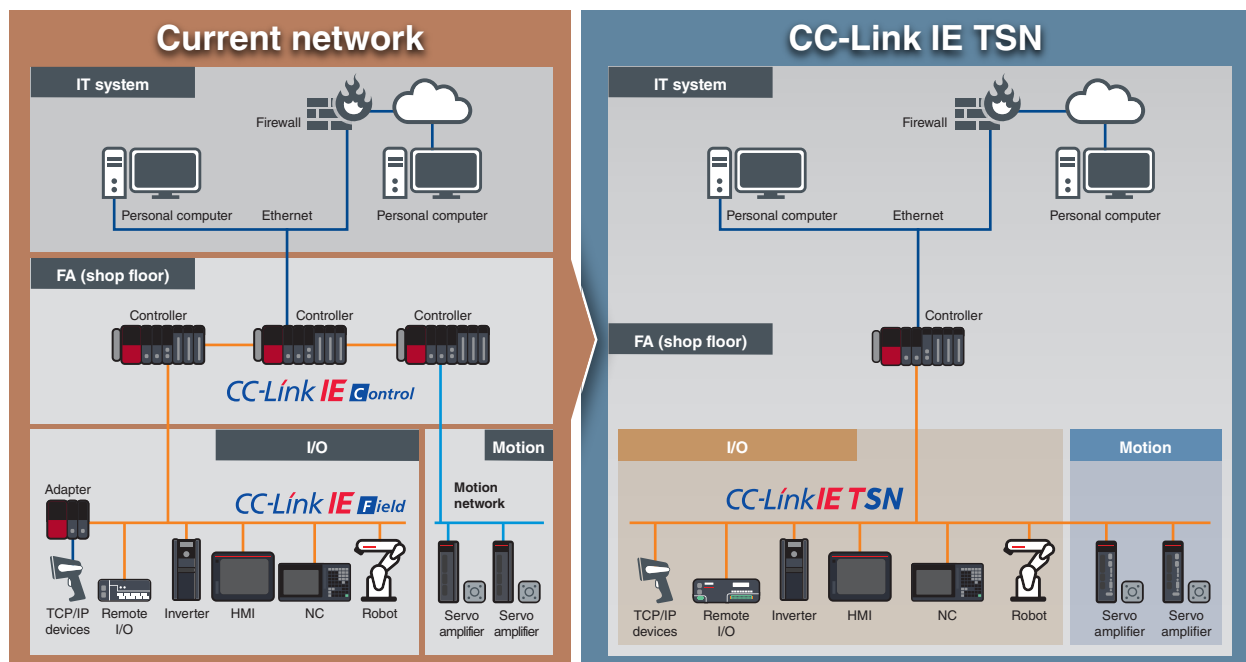 Current network
IT system
Firewall
Personal computer
Ethernet
Personal computer
FA (shop floor)
Controller
Controller
Controller
CC-Link IE Control
I/O
Motion
Adapter
CC-Link IE Field
Motion
network
TCP/IP
devices
Remote
I/O
Inverter
HMI
NC
Robot
Servo
amplifier
Servo
amplifier
CC-Link IE TSN
IT system
Firewall
Personal computer
Ethernet
Personal computer
Controller
FA (shop floor)
I/O
Motion
CC-Link IE TSN
TCP/IP
devices
Remote
I/O
Inverter
HMI
NC
Robot
Servo
amplifier
Servo
amplifier